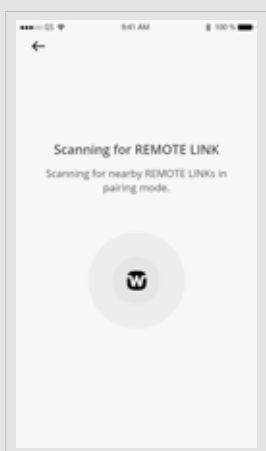 9:41 AM
100 %
Scanning for REMOTE LINK
Scanning for nearby REMOTE LINKs in
pairing mode.
W